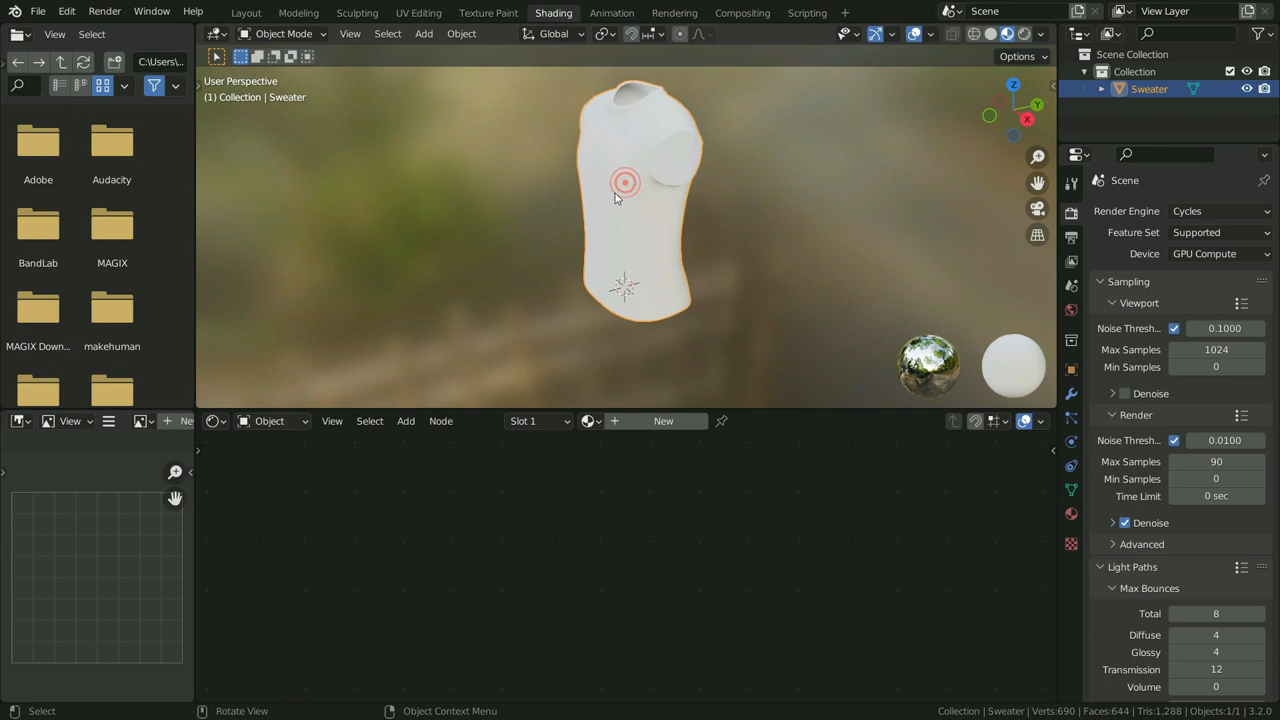 File Edit Render Window Help Layout Modeling Sculpting UV Editing Texture Paint Shading Animation Rendering Compositing Scripting + Scene View Layer
View Select Object Mode View Select Add Object Global
C:\Users\... Options Scene Collection
User Perspective Collection
(1) Collection | Sweater Sweater
Z
Y
X
Adobe Audacity Scene
Render Engine Cycles
Feature Set Supported
Device GPU Compute
BandLab MAGIX
Sampling
Viewport
Noise Thresh... 0.1000
MAGIX Down... makehuman Max Samples 1024
Min Samples 0
Denoise
Render
View Ne Object View Select Add Node Slot 1 New
Noise Thresh... 0.0100
Max Samples 90
Min Samples 0
Time Limit 0 sec
Denoise
Advanced
Light Paths
Max Bounces
Total 8
Diffuse 4
Glossy 4
Transmission 12
Volume 0
Select Rotate View Object Context Menu Collection | Sweater | Verts:690 | Faces:644 | Tris:1,288 | Objects:1/1 | 3.2.0